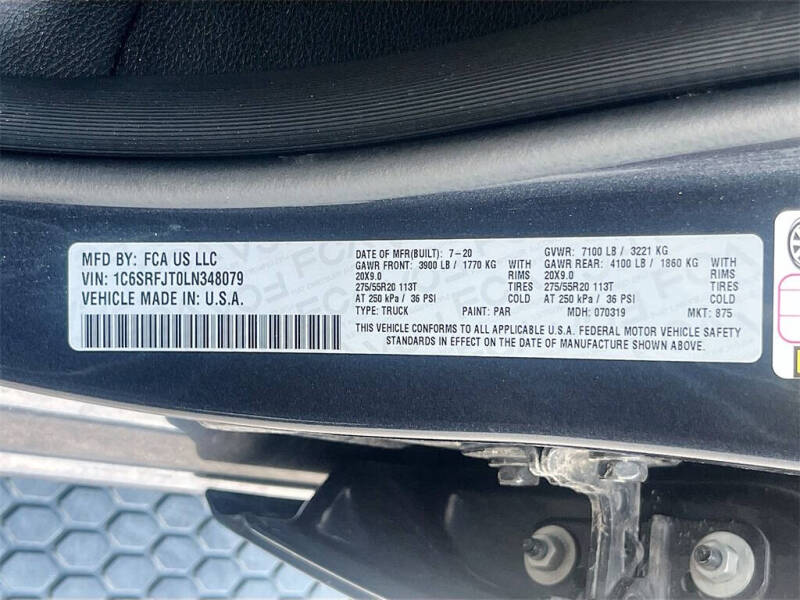 MFD BY: FCA US LLC
VIN: 1C6SRFJT0LN348079
VEHICLE MADE IN: U.S.A.
DATE OF MFR(BUILT): 7-20 GVWR: 7100 LB / 3221 KG
GAWR FRONT: 3900 LB / 1770 KG WITH GAWR REAR: 4100 LB / 1860 KG WITH
20X9.0 RIMS 20X9.0 RIMS
275/55R20 113T TIRES 275/55R20 113T TIRES
AT 250 kPa / 36 PSI COLD AT 250 kPa / 36 PSI COLD
TYPE: TRUCK PAINT: PAR MDH: 070319 MKT: 875
THIS VEHICLE CONFORMS TO ALL APPLICABLE U.S.A. FEDERAL MOTOR VEHICLE SAFETY
STANDARDS IN EFFECT ON THE DATE OF MANUFACTURE SHOWN ABOVE.